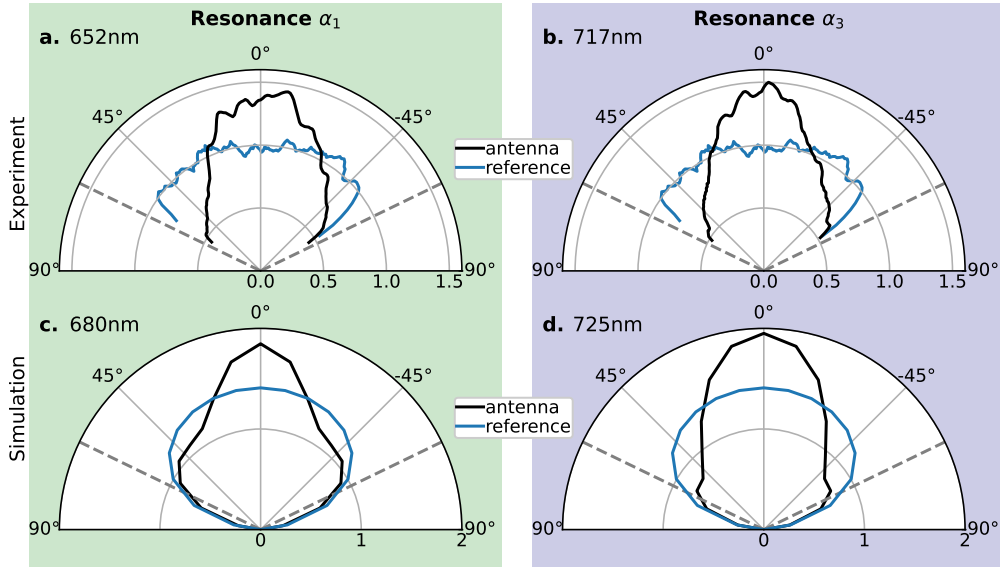 Resonance α1
Resonance α3
a. 652nm
b. 717nm
0°
0°
45°
-45°
45°
-45°
Experiment
antenna
reference
90°
90°
90°
90°
0.0 0.5 1.0 1.5
0.0 0.5 1.0 1.5
c. 680nm
d. 725nm
0°
0°
45°
-45°
45°
-45°
Simulation
antenna
reference
90°
90°
90°
90°
0 1 2
0 1 2